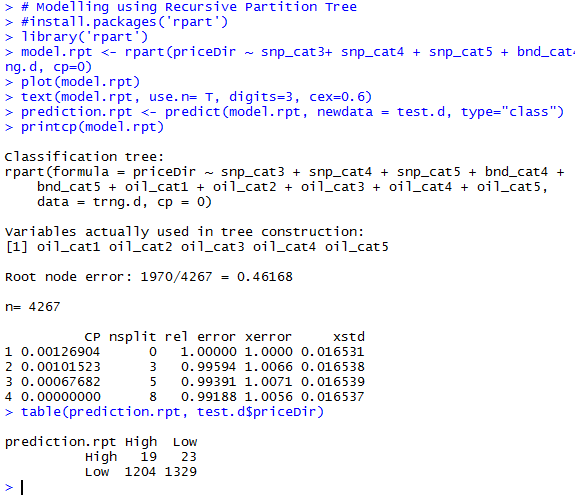 > # Modelling using Recursive Partition Tree
> #install.packages('rpart')
> library('rpart')
> model.rpt <- rpart(priceDir ~ snp_cat3+ snp_cat4 + snp_cat5 + bnd_cat4
ng.d, cp=0)
> plot(model.rpt)
> text(model.rpt, use.n= T, digits=3, cex=0.6)
> prediction.rpt <- predict(model.rpt, newdata = test.d, type="class")
> printcp(model.rpt)
Classification tree:
rpart(formula = priceDir ~ snp_cat3 + snp_cat4 + snp_cat5 + bnd_cat4 +
    bnd_cat5 + oil_cat1 + oil_cat2 + oil_cat3 + oil_cat4 + oil_cat5,
    data = trng.d, cp = 0)
Variables actually used in tree construction:
[1] oil_cat1 oil_cat2 oil_cat3 oil_cat4 oil_cat5
Root node error: 1970/4267 = 0.46168
n= 4267
          CP nsplit rel error xerror     xstd
1 0.00126904      0   1.00000 1.0000 0.016531
2 0.00101523      3   0.99594 1.0066 0.016538
3 0.00067682      5   0.99391 1.0071 0.016539
4 0.00000000      8   0.99188 1.0056 0.016537
> table(prediction.rpt, test.d$priceDir)
prediction.rpt High  Low
          High   19   23
          Low  1204 1329
>